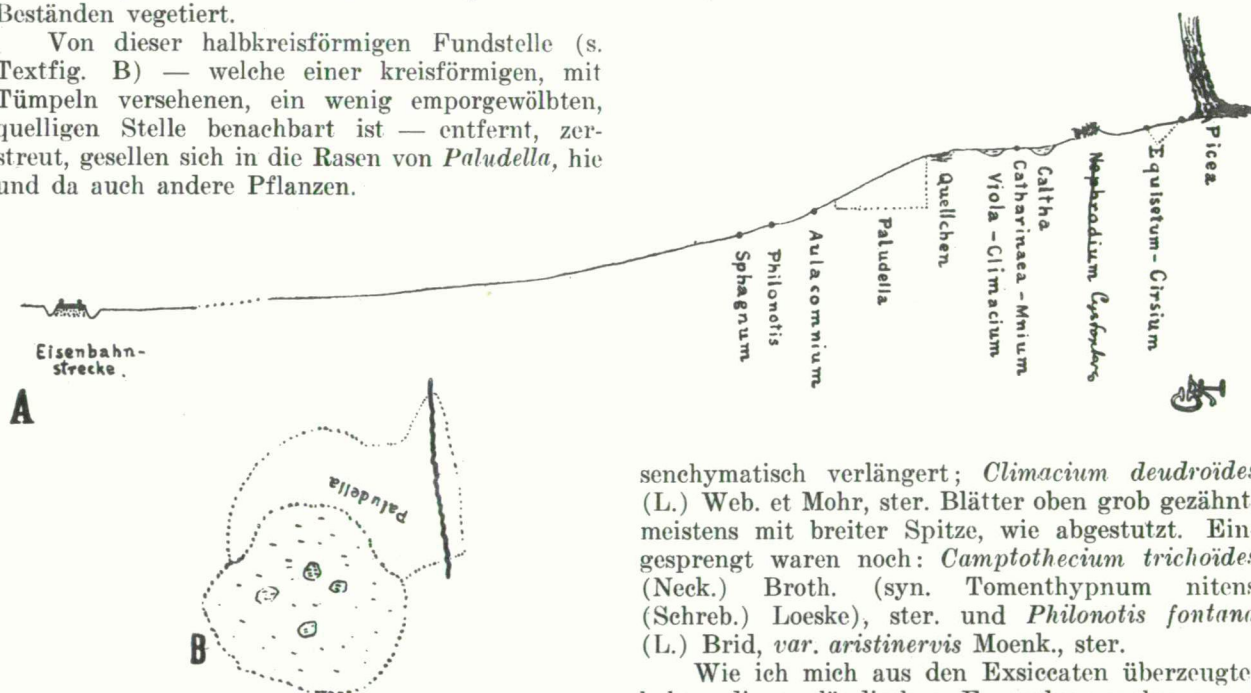 Beständen vegetiert.
Von dieser halbkreisförmigen Fundstelle (s.
Textfig. B) — welche einer kreisförmigen, mit
Tümpeln versehenen, ein wenig emporgewölbten,
quelligen Stelle benachbart ist — entfernt, zer-
streut, gesellen sich in die Rasen von Paludella, hie
und da auch andere Pflanzen.
Eisenbahn-
strecke.
A
Sphagnum
Philonotis
Aulacomnium
Paludella
Quellchen
Viola-Climacium
Catharinaea-Mnium
Caltha
Nephrodium
Equisetum-Cirsium
Picea
Paludella
B
senchymatisch verlängert; Climacium deudroïdes
(L.) Web. et Mohr, ster. Blätter oben grob gezähnt
meistens mit breiter Spitze, wie abgestutzt. Ein
gesprengt waren noch: Camptothecium trichoïdes
(Neck.) Broth. (syn. Tomenthypnum nitens
(Schreb.) Loeske), ster. und Philonotis fontana
(L.) Brid, var. aristinervis Moenk., ster.
Wie ich mich aus den Exsiccaten überzeugte